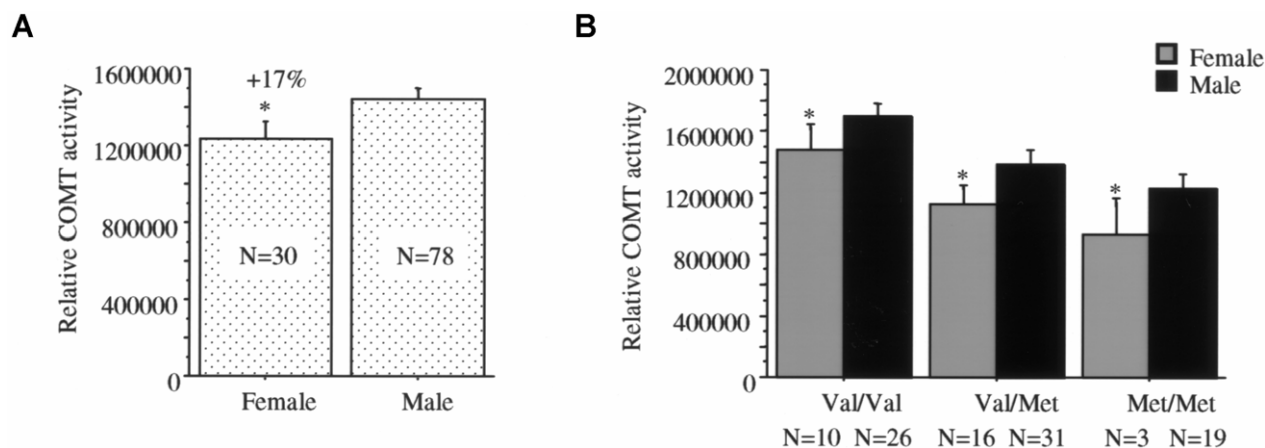 A
Relative COMT activity
1600000
1200000
800000
400000
0
+17%
*
N=30
N=78
Female
Male
B
Female
Male
Relative COMT activity
2000000
1600000
1200000
800000
400000
0
*
*
*
Val/Val
Val/Met
Met/Met
N=10 N=26
N=16 N=31
N=3 N=19